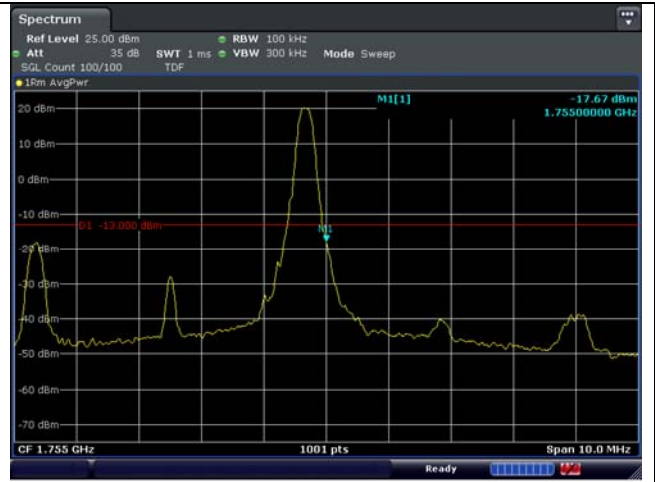 Spectrum
Ref Level 25.00 dBm RBW 100 kHz
Att 35 dB SWT 1 ms VBW 300 kHz Mode Sweep
SGL Count 100/100 TDF
1Rm AvgPwr
M1[1] -17.67 dBm
1.75500000 GHz
20 dBm
10 dBm
0 dBm
-10 dBm
D1 -13.000 dBm
M1
-20 dBm
-30 dBm
-40 dBm
-50 dBm
-60 dBm
-70 dBm
CF 1.755 GHz 1001 pts Span 10.0 MHz
Ready